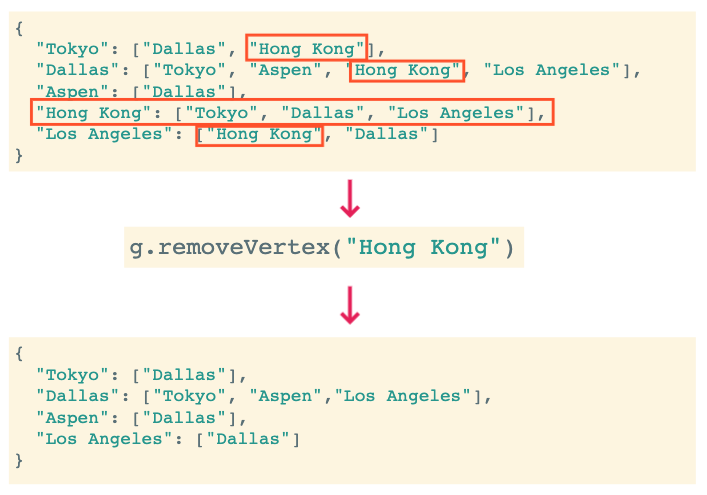 {
"Tokyo": ["Dallas", "Hong Kong"],
"Dallas": ["Tokyo", "Aspen", "Hong Kong", "Los Angeles"],
"Aspen": ["Dallas"],
"Hong Kong": ["Tokyo", "Dallas", "Los Angeles"],
"Los Angeles": ["Hong Kong", "Dallas"]
}
g.removeVertex("Hong Kong")
{
"Tokyo": ["Dallas"],
"Dallas": ["Tokyo", "Aspen","Los Angeles"],
"Aspen": ["Dallas"],
"Los Angeles": ["Dallas"]
}